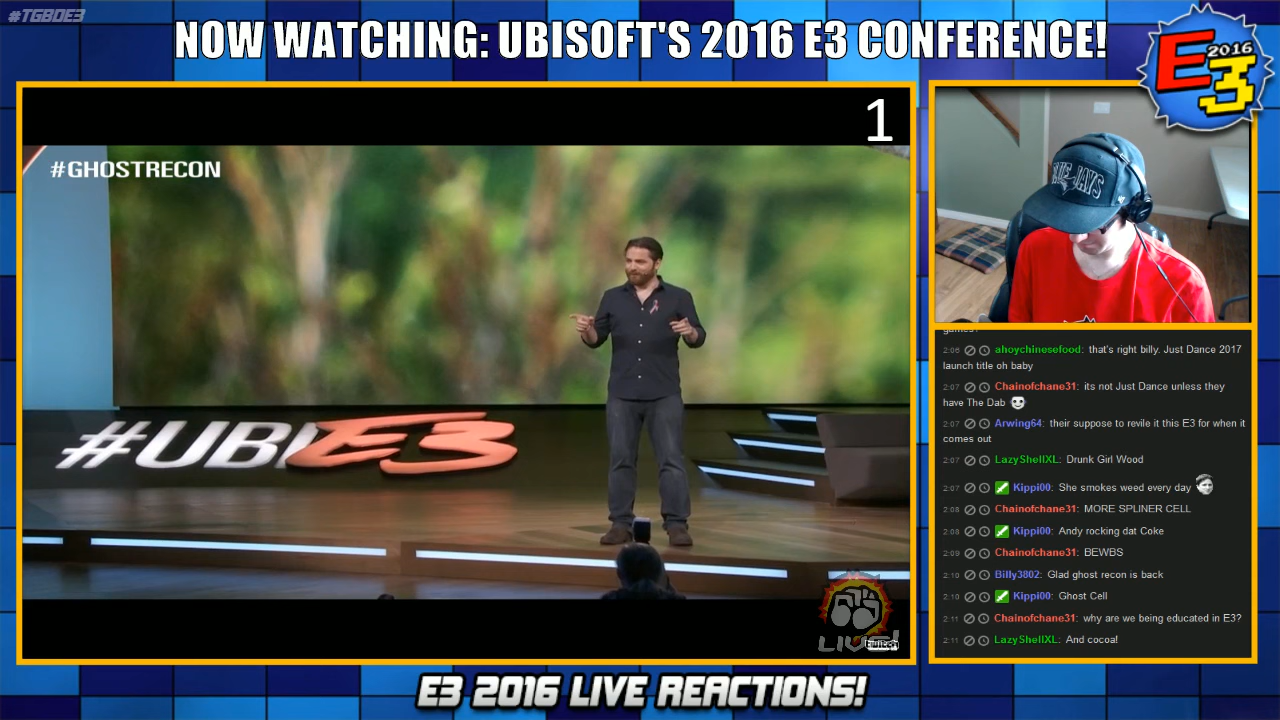 #TGBDE3
NOW WATCHING: UBISOFT'S 2016 E3 CONFERENCE!
E3 2016
1
#GHOSTRECON
#UBIE3
BLUE JAYS
games?
2:06 ahoychinesefood: that's right billy. Just Dance 2017
launch title oh baby
2:07 Chainofchane31: its not Just Dance unless they
have The Dab
2:07 Arwing64: their suppose to revile it this E3 for when it
comes out
2:07 LazyShellXL: Drunk Girl Wood
2:07 Kippi00: She smokes weed every day
2:08 Chainofchane31: MORE SPLINER CELL
2:08 Kippi00: Andy rocking dat Coke
2:09 Chainofchane31: BEWBS
2:10 Billy3802: Glad ghost recon is back
2:10 Kippi00: Ghost Cell
2:11 Chainofchane31: why are we being educated in E3?
2:11 LazyShellXL: And cocoa!
LIVE!
twitch
E3 2016 LIVE REACTIONS!